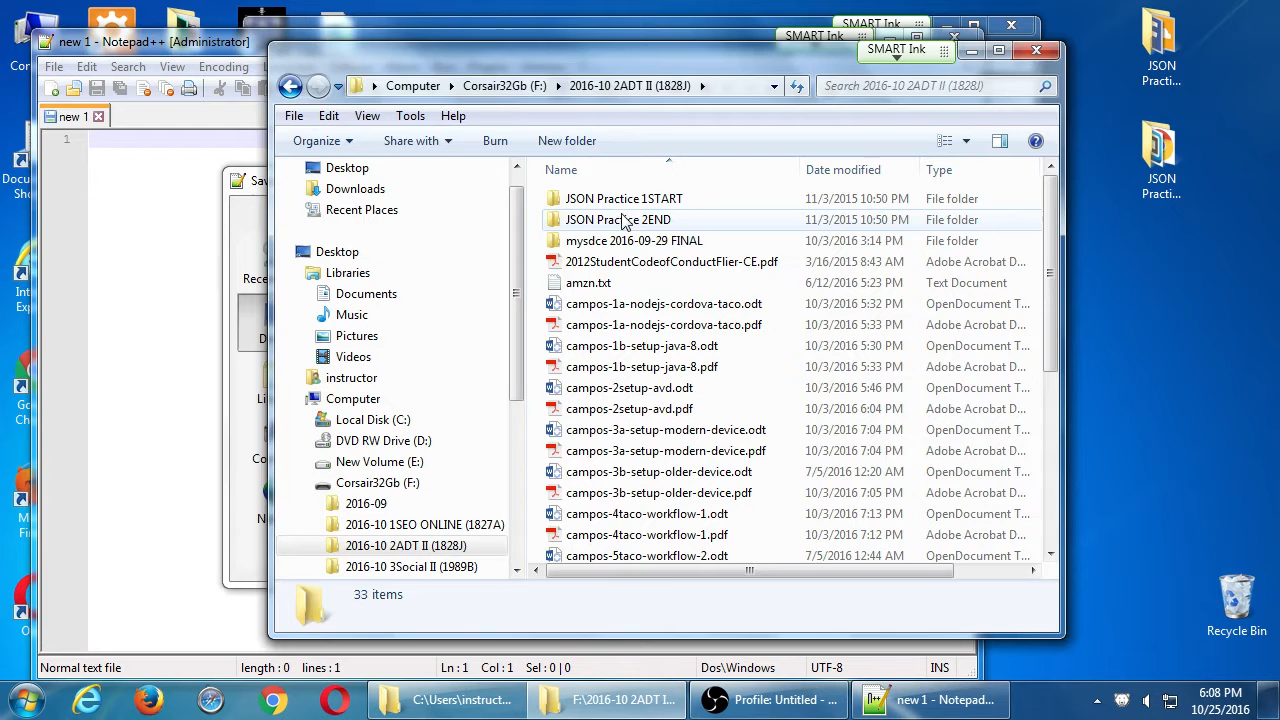 SMART Ink
new 1 - Notepad++ [Administrator]
SMART Ink
SMART Ink
File Edit Search View Encoding
new 1
1
Computer Corsair32Gb (F:) 2016-10 2ADT II (1828J)
Search 2016-10 2ADT II (1828J)
File Edit View Tools Help
Organize Share with Burn New folder
Desktop
Downloads
Recent Places
Desktop
Libraries
Documents
Music
Pictures
Videos
instructor
Computer
Local Disk (C:)
DVD RW Drive (D:)
New Volume (E:)
Corsair32Gb (F:)
2016-09
2016-10 1SEO ONLINE (1827A)
2016-10 2ADT II (1828J)
2016-10 3Social II (1989B)
Name Date modified Type
JSON Practice 1START 11/3/2015 10:50 PM File folder
JSON Practice 2END 11/3/2015 10:50 PM File folder
mysdce 2016-09-29 FINAL 10/3/2016 3:14 PM File folder
2012StudentCodeofConductFlier-CE.pdf 3/16/2015 8:43 AM Adobe Acrobat D...
amzn.txt 6/12/2016 5:23 PM Text Document
campos-1a-nodejs-cordova-taco.odt 10/3/2016 5:32 PM OpenDocument T...
campos-1a-nodejs-cordova-taco.pdf 10/3/2016 5:33 PM Adobe Acrobat D...
campos-1b-setup-java-8.odt 10/3/2016 5:30 PM OpenDocument T...
campos-1b-setup-java-8.pdf 10/3/2016 5:33 PM Adobe Acrobat D...
campos-2setup-avd.odt 10/3/2016 5:46 PM OpenDocument T...
campos-2setup-avd.pdf 10/3/2016 6:04 PM Adobe Acrobat D...
campos-3a-setup-modern-device.odt 10/3/2016 7:04 PM OpenDocument T...
campos-3a-setup-modern-device.pdf 10/3/2016 7:04 PM Adobe Acrobat D...
campos-3b-setup-older-device.odt 7/5/2016 12:20 AM OpenDocument T...
campos-3b-setup-older-device.pdf 10/3/2016 7:05 PM Adobe Acrobat D...
campos-4taco-workflow-1.odt 10/3/2016 7:12 PM OpenDocument T...
campos-4taco-workflow-1.pdf 10/3/2016 7:12 PM Adobe Acrobat D...
campos-5taco-workflow-2.odt 7/5/2016 12:44 AM OpenDocument T...
33 items
Normal text file length : 0 lines : 1 Ln : 1 Col : 1 Sel : 0 | 0 Dos\Windows UTF-8 INS
JSON
Practi...
JSON
Practi...
Recycle Bin
C:\Users\instruct... F:\2016-10 2ADT I... Profile: Untitled - ... new 1 - Notepad...
6:08 PM
10/25/2016